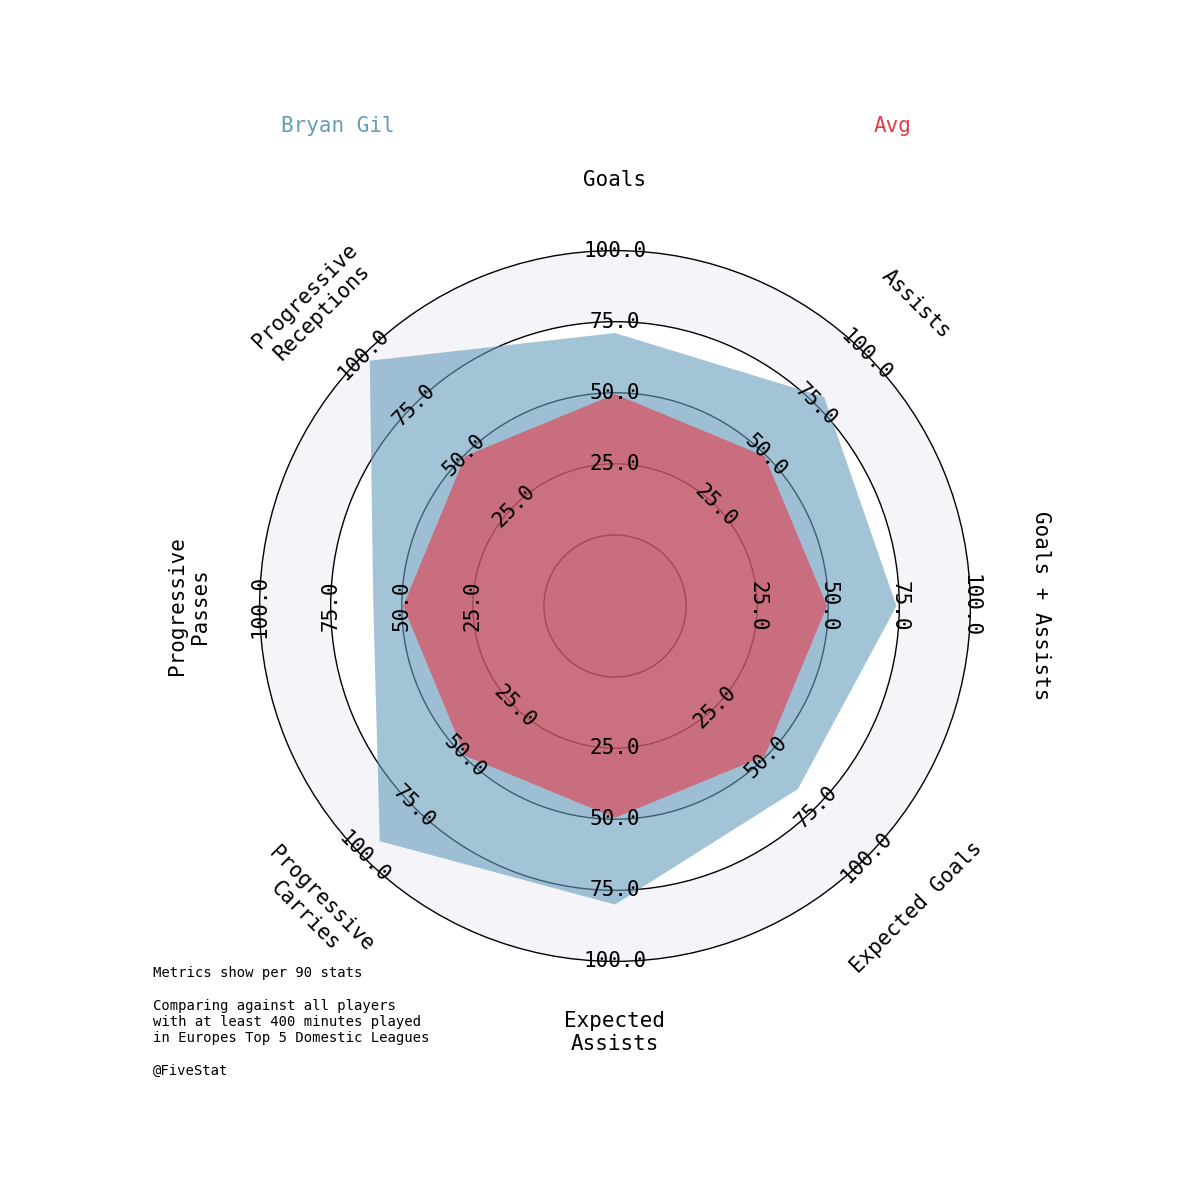 Bryan Gil
Avg
Goals
Assists
Goals + Assists
Expected Goals
Expected
Assists
Progressive
Carries
Progressive
Passes
Progressive
Receptions
25.0
50.0
75.0
100.0
25.0
50.0
75.0
100.0
25.0
50.0
75.0
100.0
25.0
50.0
75.0
100.0
25.0
50.0
75.0
100.0
25.0
50.0
75.0
100.0
25.0
50.0
75.0
100.0
25.0
50.0
75.0
100.0
Metrics show per 90 stats
Comparing against all players
with at least 400 minutes played
in Europes Top 5 Domestic Leagues
@FiveStat